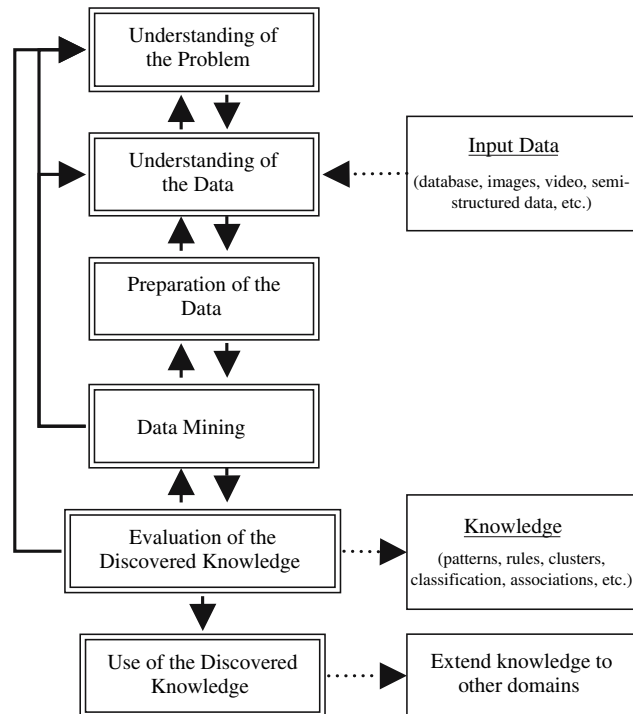 Understanding of
the Problem
Understanding of
the Data
Input Data
(database, images, video, semi-
structured data, etc.)
Preparation of the
Data
Data Mining
Evaluation of the
Discovered Knowledge
Knowledge
(patterns, rules, clusters,
classification, associations, etc.)
Use of the Discovered
Knowledge
Extend knowledge to
other domains